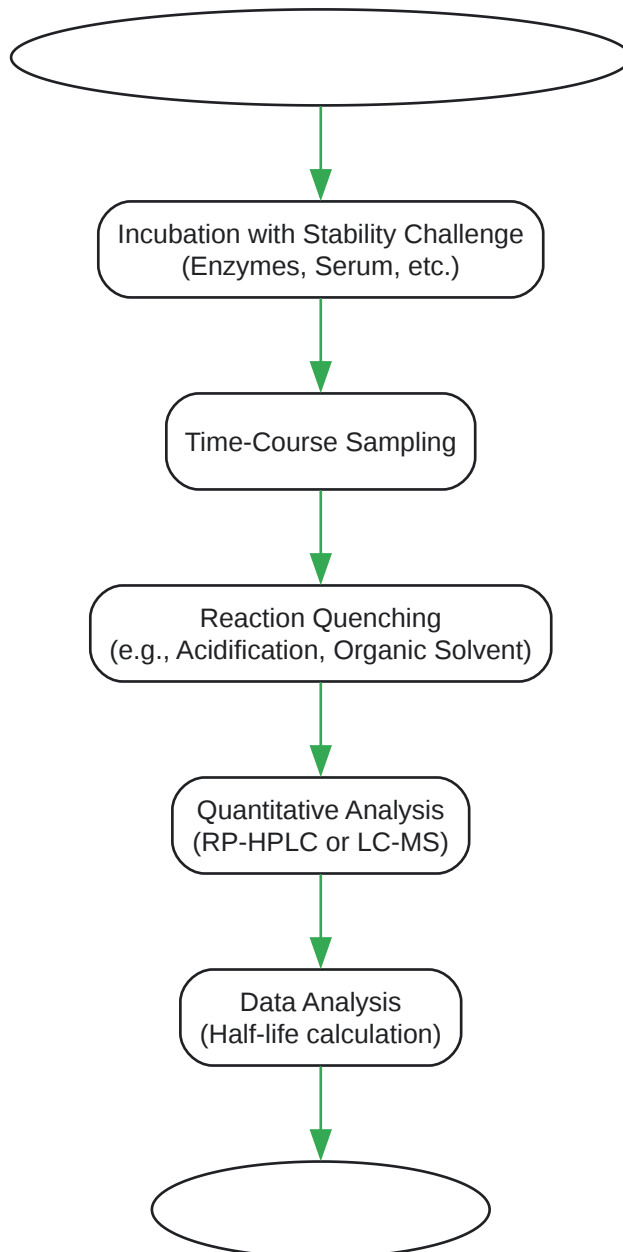 Incubation with Stability Challenge
(Enzymes, Serum, etc.)
Time-Course Sampling
Reaction Quenching
(e.g., Acidification, Organic Solvent)
Quantitative Analysis
(RP-HPLC or LC-MS)
Data Analysis
(Half-life calculation)